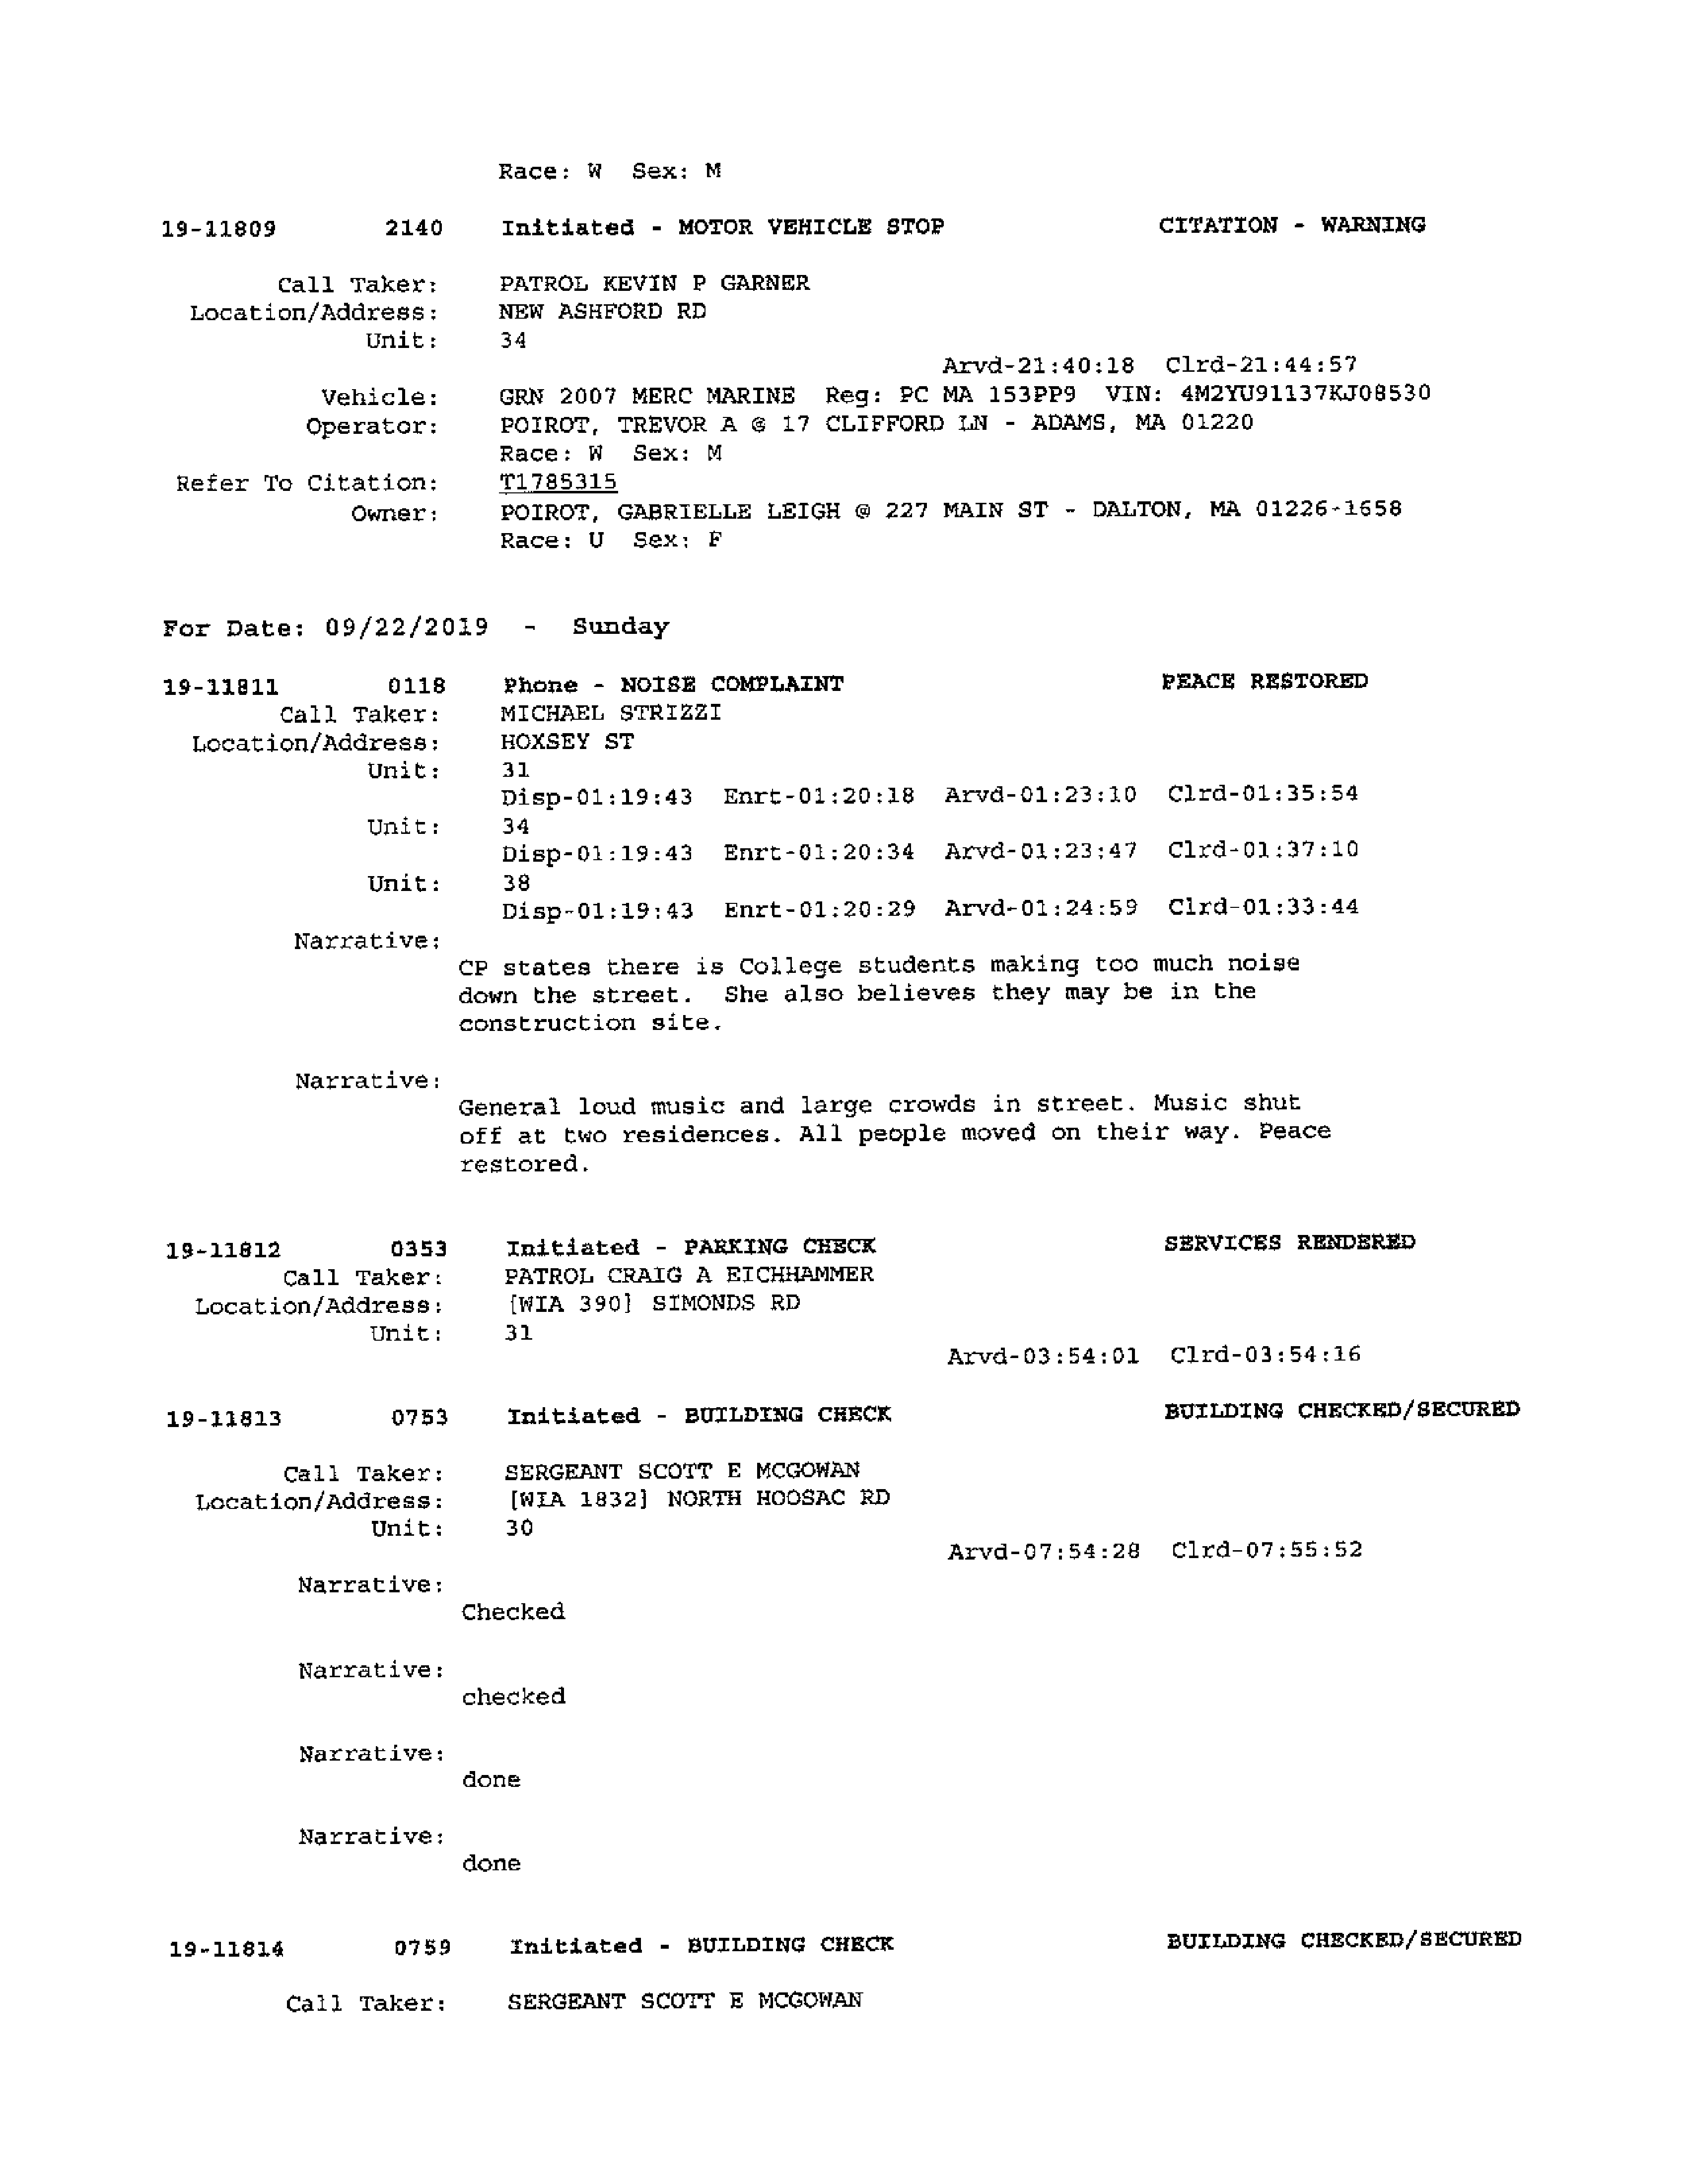 Race: W  Sex: M
19-11809  2140  Initiated - MOTOR VEHICLE STOP  CITATION - WARNING
Call Taker:  PATROL KEVIN P GARNER
Location/Address:  NEW ASHFORD RD
Unit:  34
Arvd-21:40:18  Clrd-21:44:57
Vehicle:  GRN 2007 MERC MARINE  Reg: PC MA 153PP9  VIN: 4M2YU91137KJ08530
Operator:  POIROT, TREVOR A @ 17 CLIFFORD LN - ADAMS, MA 01220
Race: W  Sex: M
Refer To Citation:  T1785315
Owner:  POIROT, GABRIELLE LEIGH @ 227 MAIN ST - DALTON, MA 01226-1658
Race: U  Sex: F
For Date: 09/22/2019  -  Sunday
19-11811  0118  Phone - NOISE COMPLAINT  PEACE RESTORED
Call Taker:  MICHAEL STRIZZI
Location/Address:  HOXSEY ST
Unit:  31
Disp-01:19:43  Enrt-01:20:18  Arvd-01:23:10  Clrd-01:35:54
Unit:  34
Disp-01:19:43  Enrt-01:20:34  Arvd-01:23:47  Clrd-01:37:10
Unit:  38
Disp-01:19:43  Enrt-01:20:29  Arvd-01:24:59  Clrd-01:33:44
Narrative:
CP states there is College students making too much noise
down the street.  She also believes they may be in the
construction site.
Narrative:
General loud music and large crowds in street. Music shut
off at two residences. All people moved on their way. Peace
restored.
19-11812  0353  Initiated - PARKING CHECK  SERVICES RENDERED
Call Taker:  PATROL CRAIG A EICHHAMMER
Location/Address:  [WIA 390] SIMONDS RD
Unit:  31
Arvd-03:54:01  Clrd-03:54:16
19-11813  0753  Initiated - BUILDING CHECK  BUILDING CHECKED/SECURED
Call Taker:  SERGEANT SCOTT E MCGOWAN
Location/Address:  [WIA 1832] NORTH HOOSAC RD
Unit:  30
Arvd-07:54:28  Clrd-07:55:52
Narrative:
Checked
Narrative:
checked
Narrative:
done
Narrative:
done
19-11814  0759  Initiated - BUILDING CHECK  BUILDING CHECKED/SECURED
Call Taker:  SERGEANT SCOTT E MCGOWAN